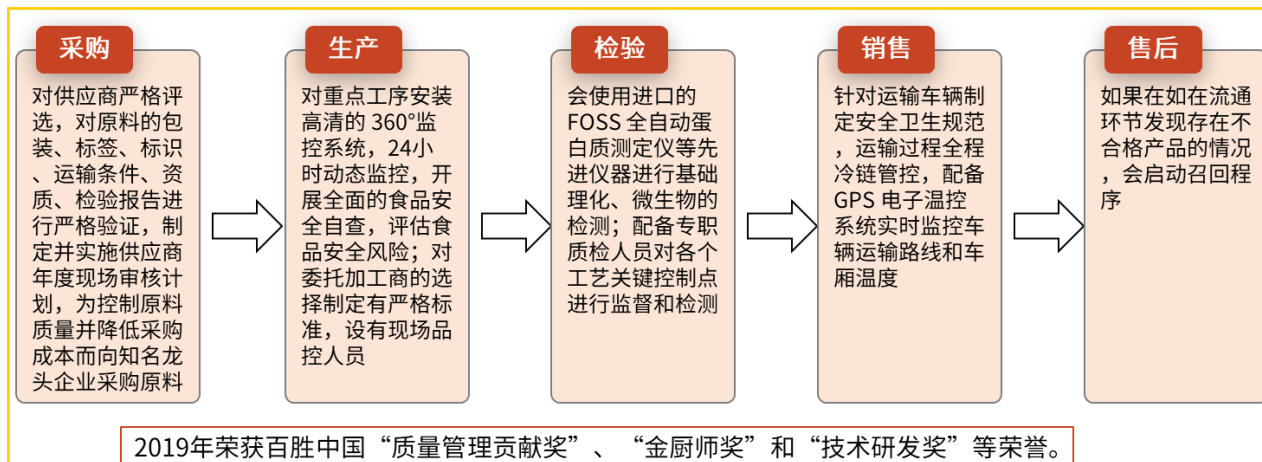 采购
对供应商严格评
选，对原料的包
装、标签、标识
、运输条件、资
质、检验报告进
行严格验证，制
定并实施供应商
年度现场审核计
划，为控制原料
质量并降低采购
成本而向知名龙
头企业采购原料
生产
对重点工序安装
高清的 360°监
控系统，24小
时动态监控，开
展全面的食品安
全自查，评估食
品安全风险；对
委托加工商的选
择制定有严格标
准，设有现场品
控人员
检验
会使用进口的
FOSS 全自动蛋
白质测定仪等先
进仪器进行基础
理化、微生物的
检测；配备专职
质检人员对各个
工艺关键控制点
进行监督和检测
销售
针对运输车辆制
定安全卫生规范
，运输过程全程
冷链管控，配备
GPS 电子温控
系统实时监控车
辆运输路线和车
厢温度
售后
如果在如在流通
环节发现存在不
合格产品的情况
，会启动召回程
序
2019年荣获百胜中国“质量管理贡献奖”、“金厨师奖”和“技术研发奖”等荣誉。